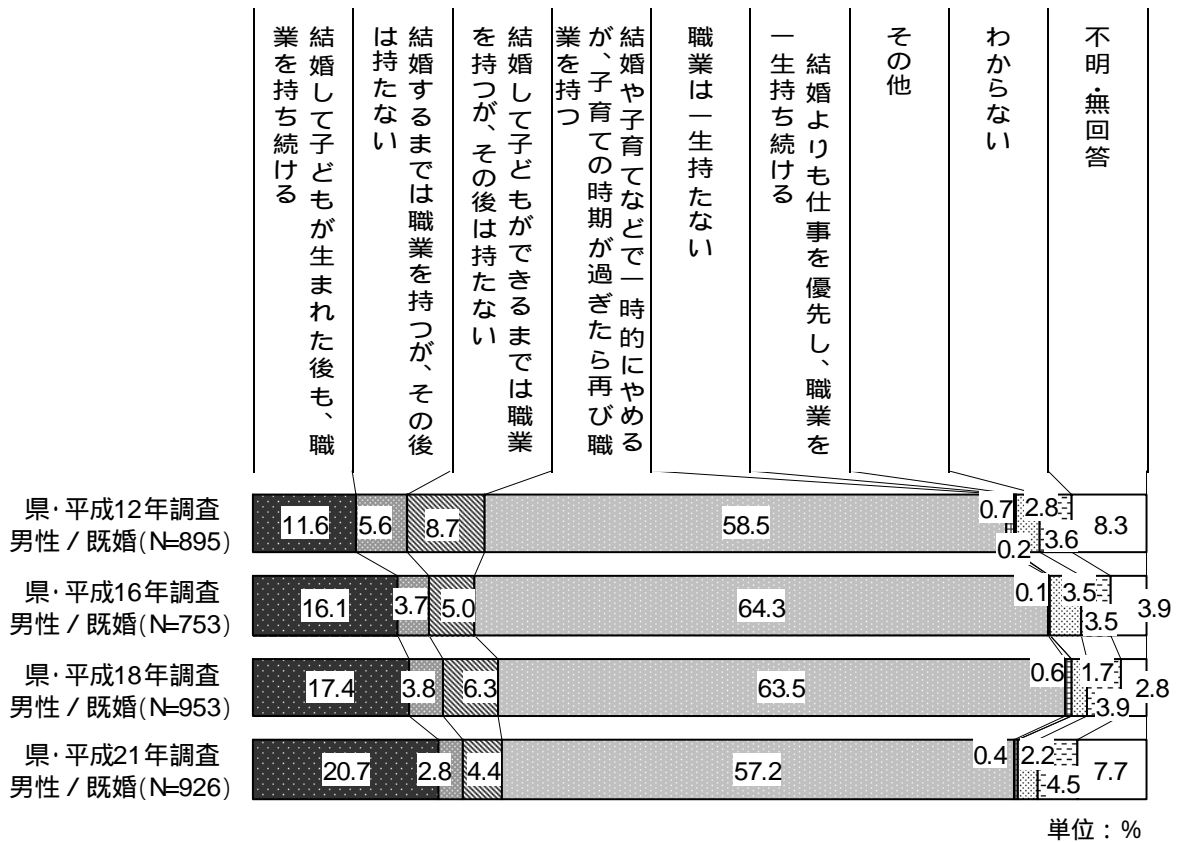 結婚して子どもが生まれた後も、職
業を持ち続ける
結婚するまでは職業を持つが、その後
は持たない
結婚して子どもができるまでは職業
を持つが、その後は持たない
結婚や子育てなどで一時的にやめる
が、子育ての時期が過ぎたら再び職
業を持つ
職業は一生持たない
結婚よりも仕事を優先し、職業を
一生持ち続ける
その他
わからない
不明・無回答
県・平成12年調査
男性/既婚(N=895)
11.6 5.6 8.7 58.5 0.7 0.2 2.8 3.6 8.3
県・平成16年調査
男性/既婚(N=753)
16.1 3.7 5.0 64.3 0.1 3.5 3.5 3.9
県・平成18年調査
男性/既婚(N=953)
17.4 3.8 6.3 63.5 0.6 1.7 3.9 2.8
県・平成21年調査
男性/既婚(N=926)
20.7 2.8 4.4 57.2 0.4 2.2 4.5 7.7
単位:%